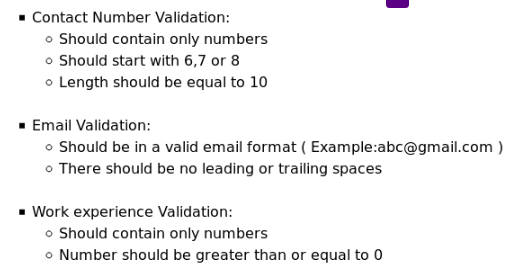 ▪ Contact Number Validation:
○ Should contain only numbers
○ Should start with 6,7 or 8
○ Length should be equal to 10
▪ Email Validation:
○ Should be in a valid email format ( Example:abc@gmail.com )
○ There should be no leading or trailing spaces
▪ Work experience Validation:
○ Should contain only numbers
○ Number should be greater than or equal to 0